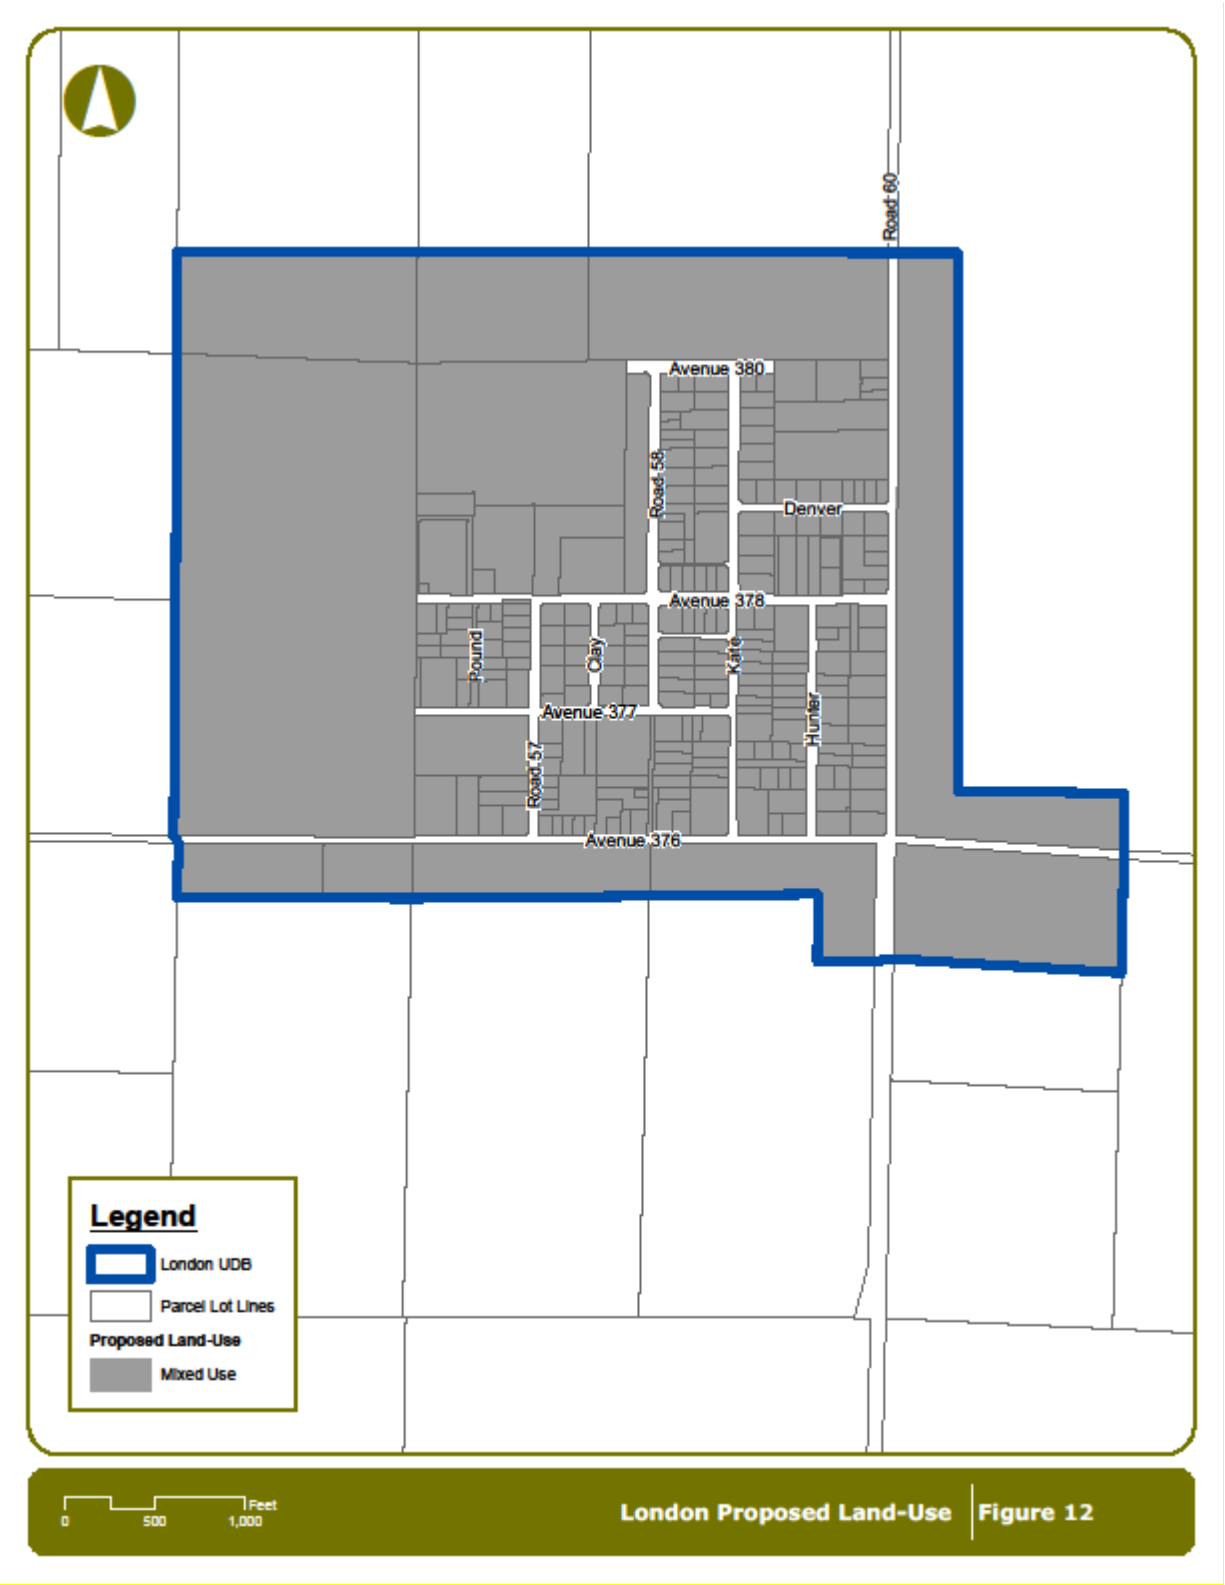 Road 60
Avenue 380
Road 58
Denver
Avenue 378
Pound
Clay
Kate
Hunter
Avenue 377
Road 57
Avenue 376
Legend
London UDB
Parcel Lot Lines
Proposed Land-Use
Mixed Use
Feet
0 500 1,000
London Proposed Land-Use Figure 12